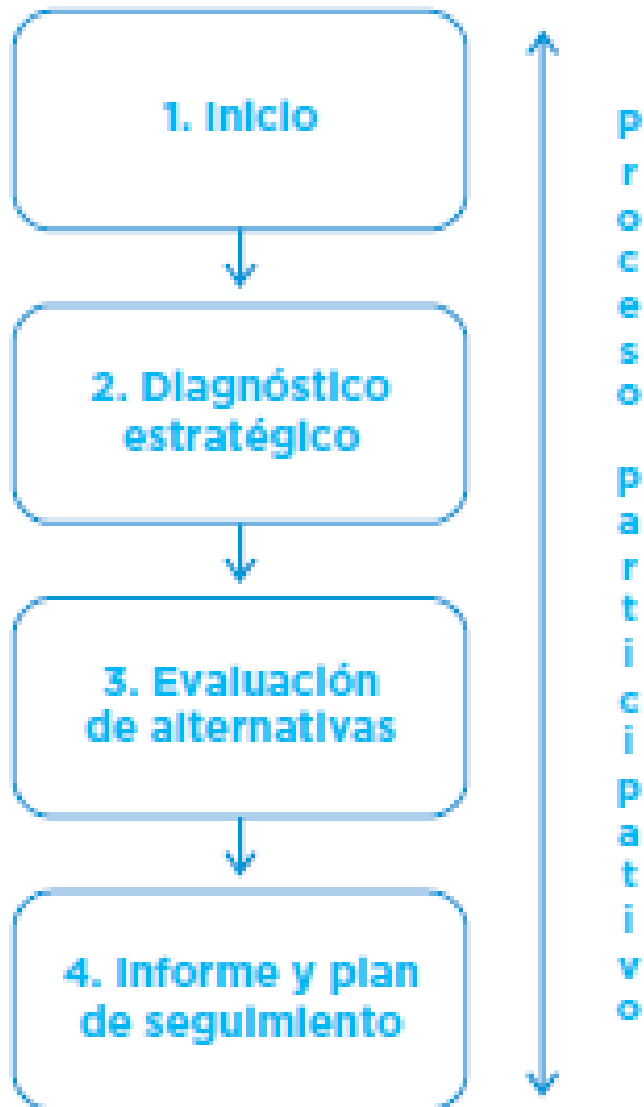 1. Inicio
2. Diagnóstico
estratégico
3. Evaluación
de alternativas
4. Informe y plan
de seguimiento
proceso participativo